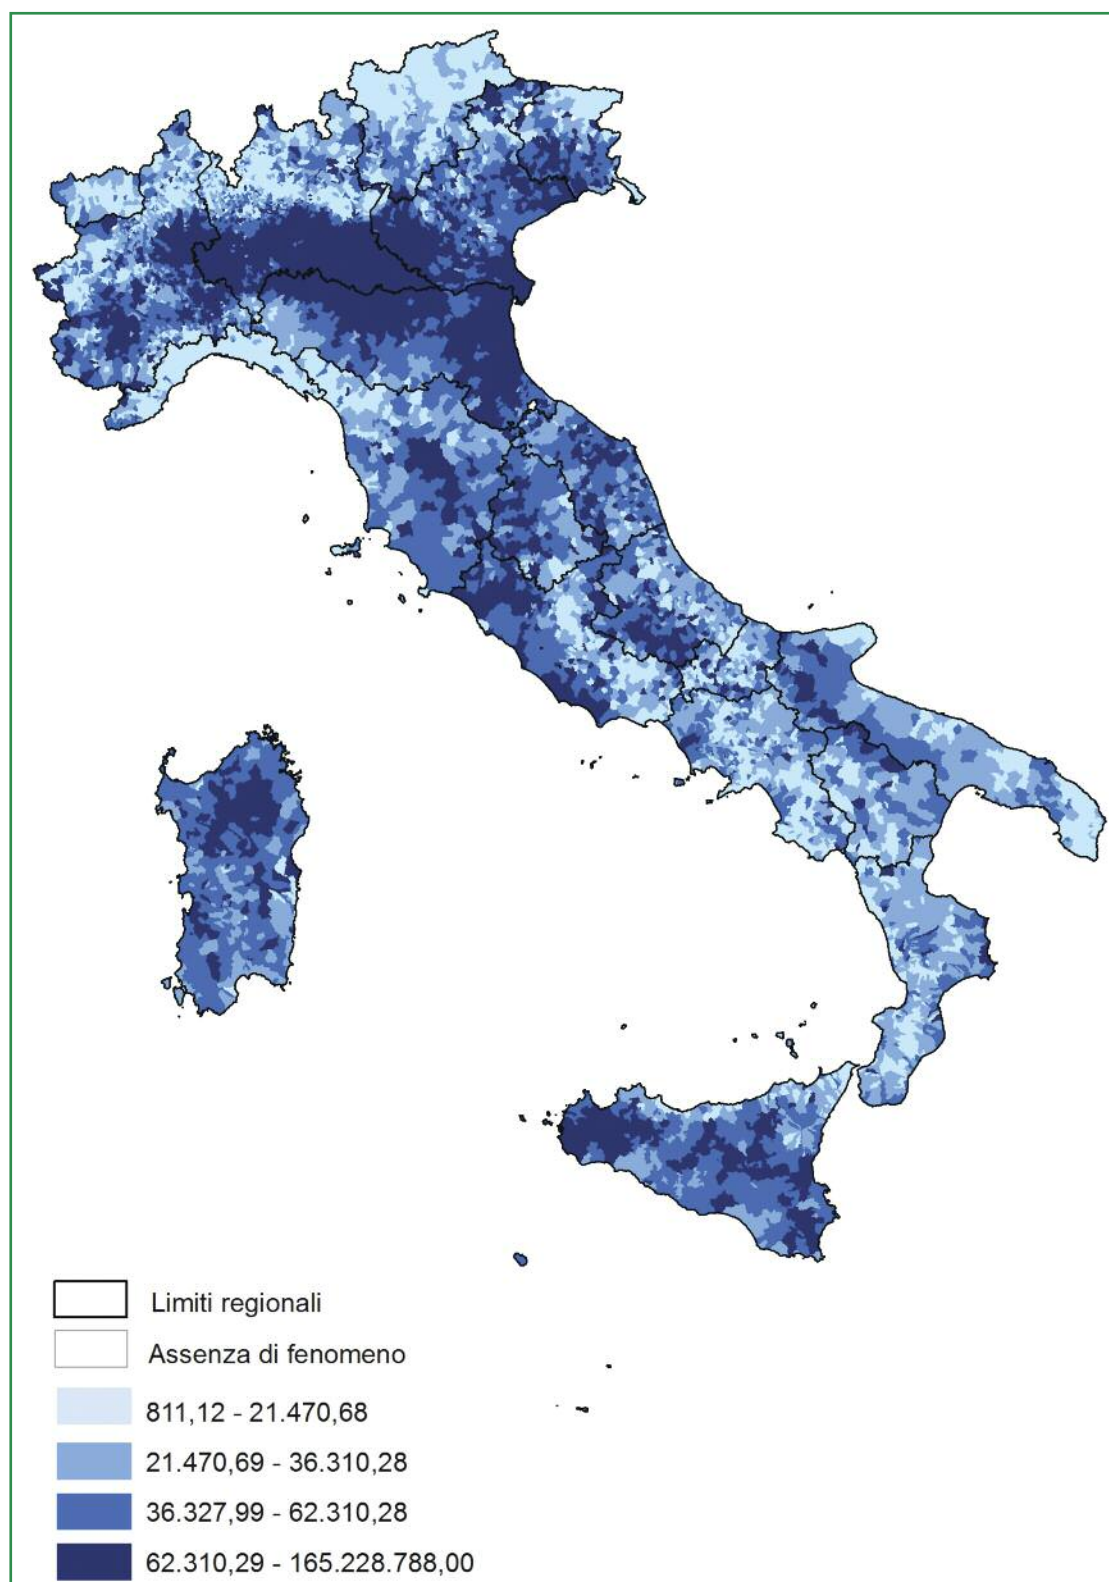 Limiti regionali
Assenza di fenomeno
811,12 - 21.470,68
21.470,69 - 36.310,28
36.327,99 - 62.310,28
62.310,29 - 165.228.788,00